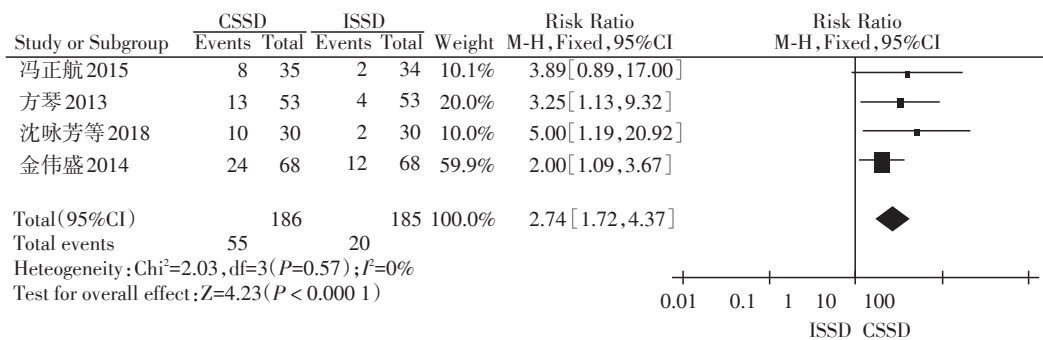 CSSD ISSD Risk Ratio Risk Ratio
Study or Subgroup Events Total Events Total Weight M-H,Fixed,95%CI M-H,Fixed,95%CI
冯正航2015 8 35 2 34 10.1% 3.89[0.89,17.00]
方琴2013 13 53 4 53 20.0% 3.25[1.13,9.32]
沈咏芳等2018 10 30 2 30 10.0% 5.00[1.19,20.92]
金伟盛2014 24 68 12 68 59.9% 2.00[1.09,3.67]
Total(95%CI) 186 185 100.0% 2.74[1.72,4.37]
Total events 55 20
Heteogeneity:Chi²=2.03,df=3(P=0.57);I²=0%
Test for overall effect:Z=4.23(P<0.000 1)
0.01 0.1 1 10 100
ISSD CSSD